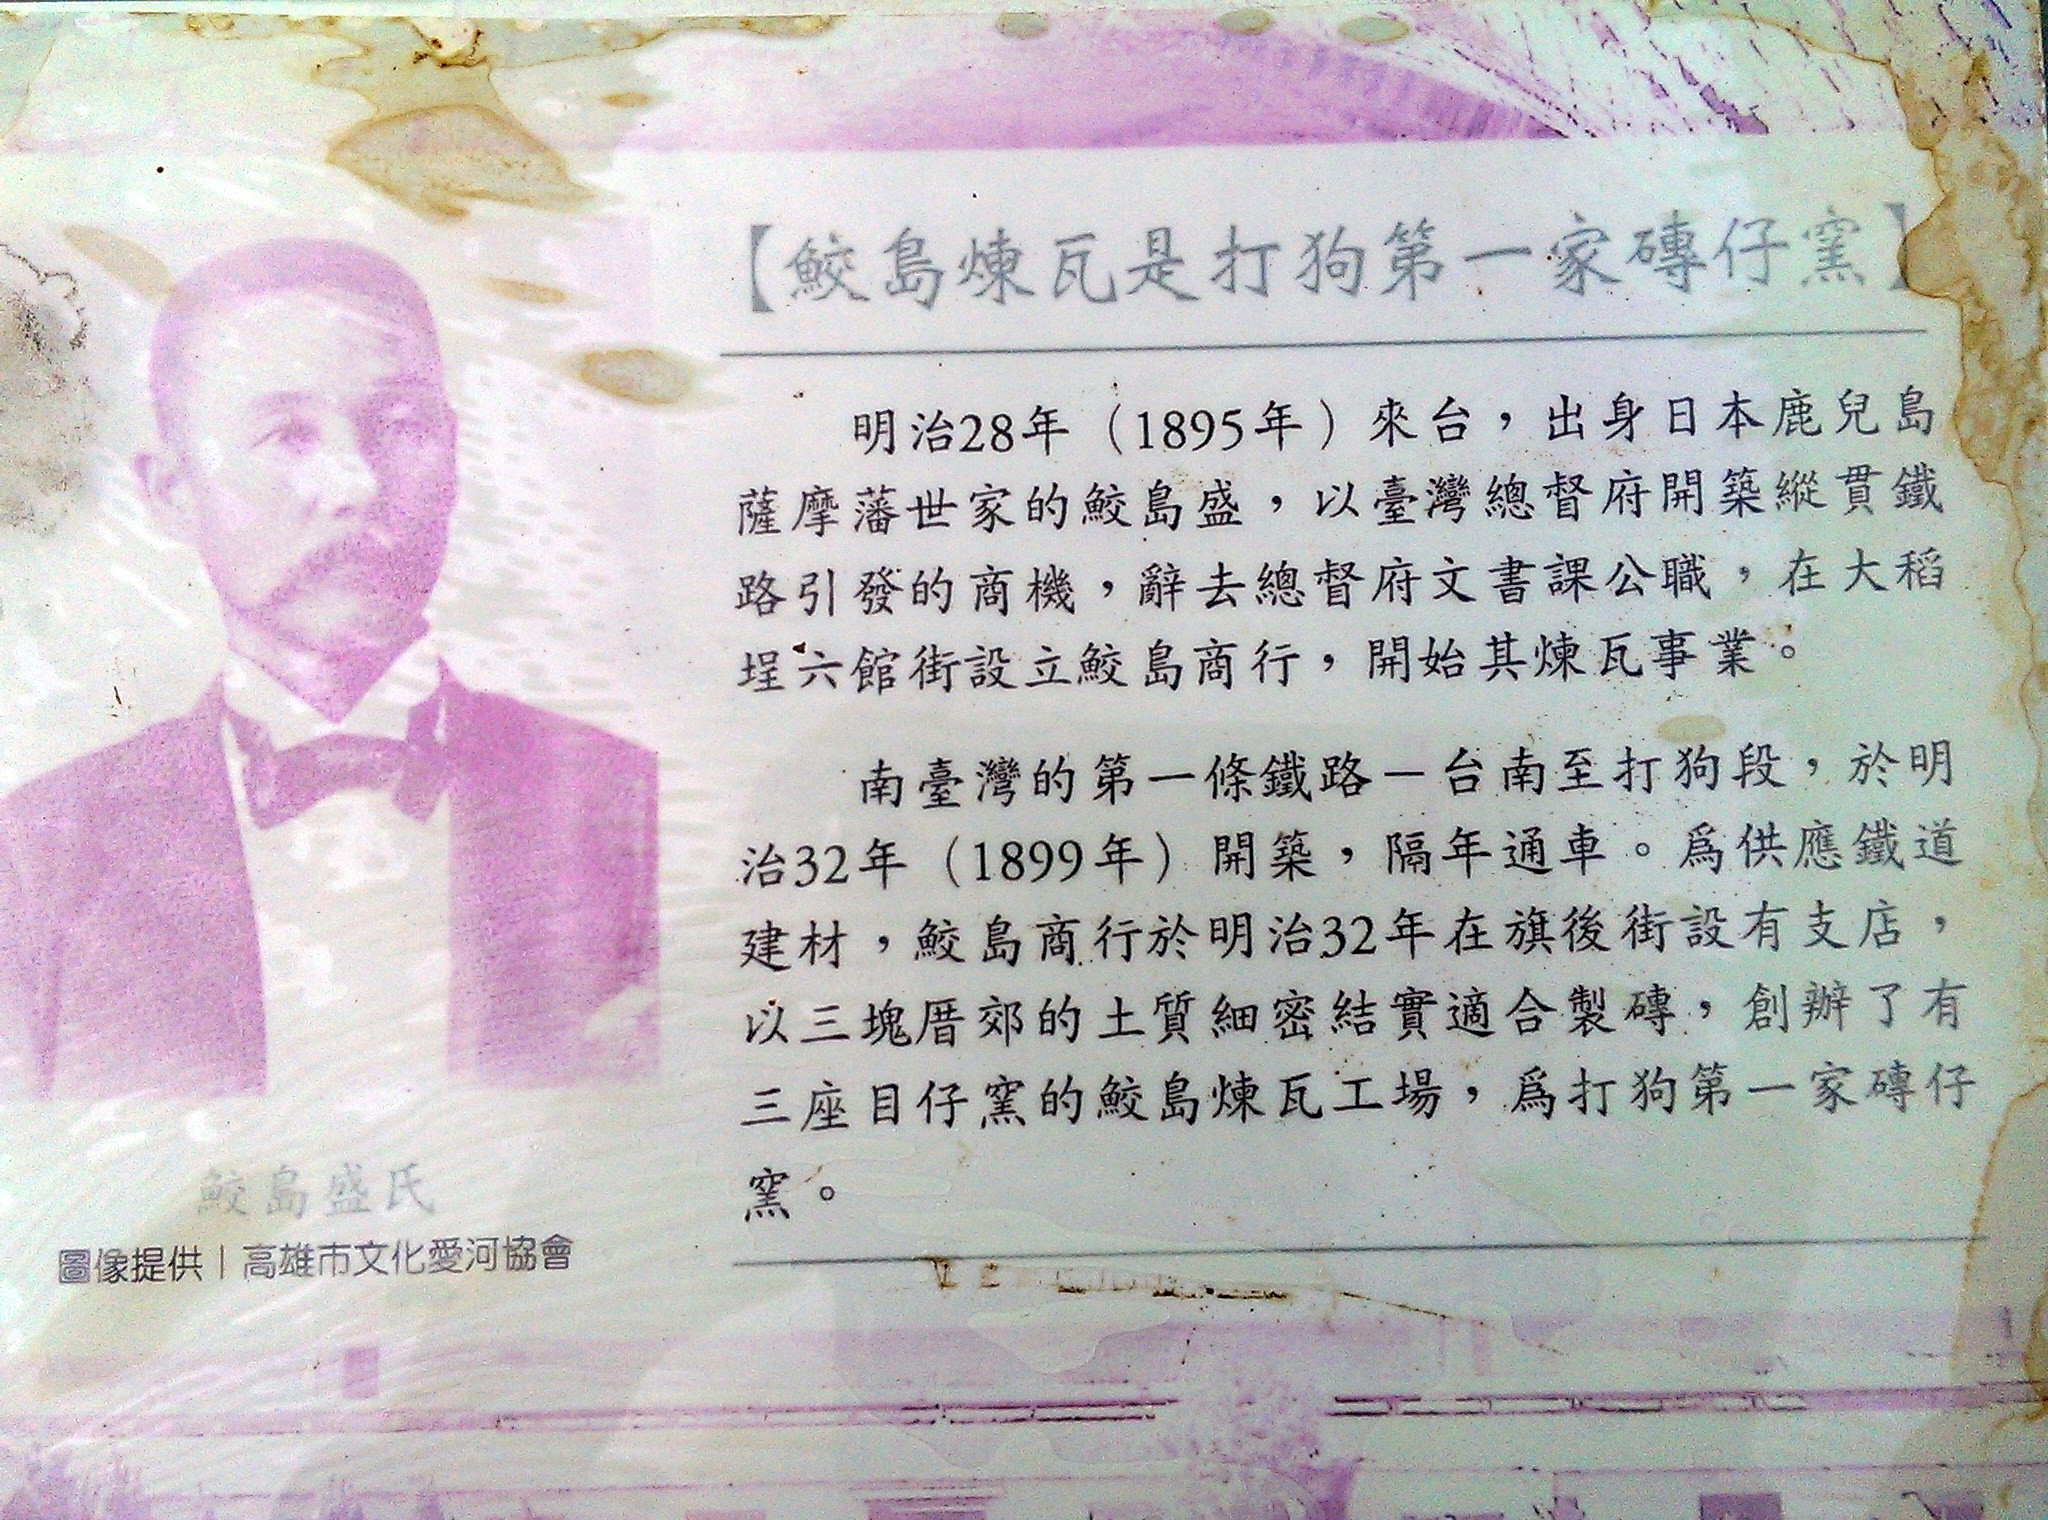 【鮫島煉瓦是打狗第一家磚仔窯】
明治28年（1895年）來台，出身日本鹿兒島
薩摩藩世家的鮫島盛，以臺灣總督府開築縱貫鐵
路引發的商機，辭去總督府文書課公職，在大稻
埕六館街設立鮫島商行，開始其煉瓦事業。
南臺灣的第一條鐵路－台南至打狗段，於明
治32年（1899年）開築，隔年通車。為供應鐵道
建材，鮫島商行於明治32年在旗後街設有支店，
以三塊厝郊的土質細密結實適合製磚，創辦了有
三座目仔窯的鮫島煉瓦工場，為打狗第一家磚仔
窯。
鮫島盛氏
圖像提供｜高雄市文化愛河協會